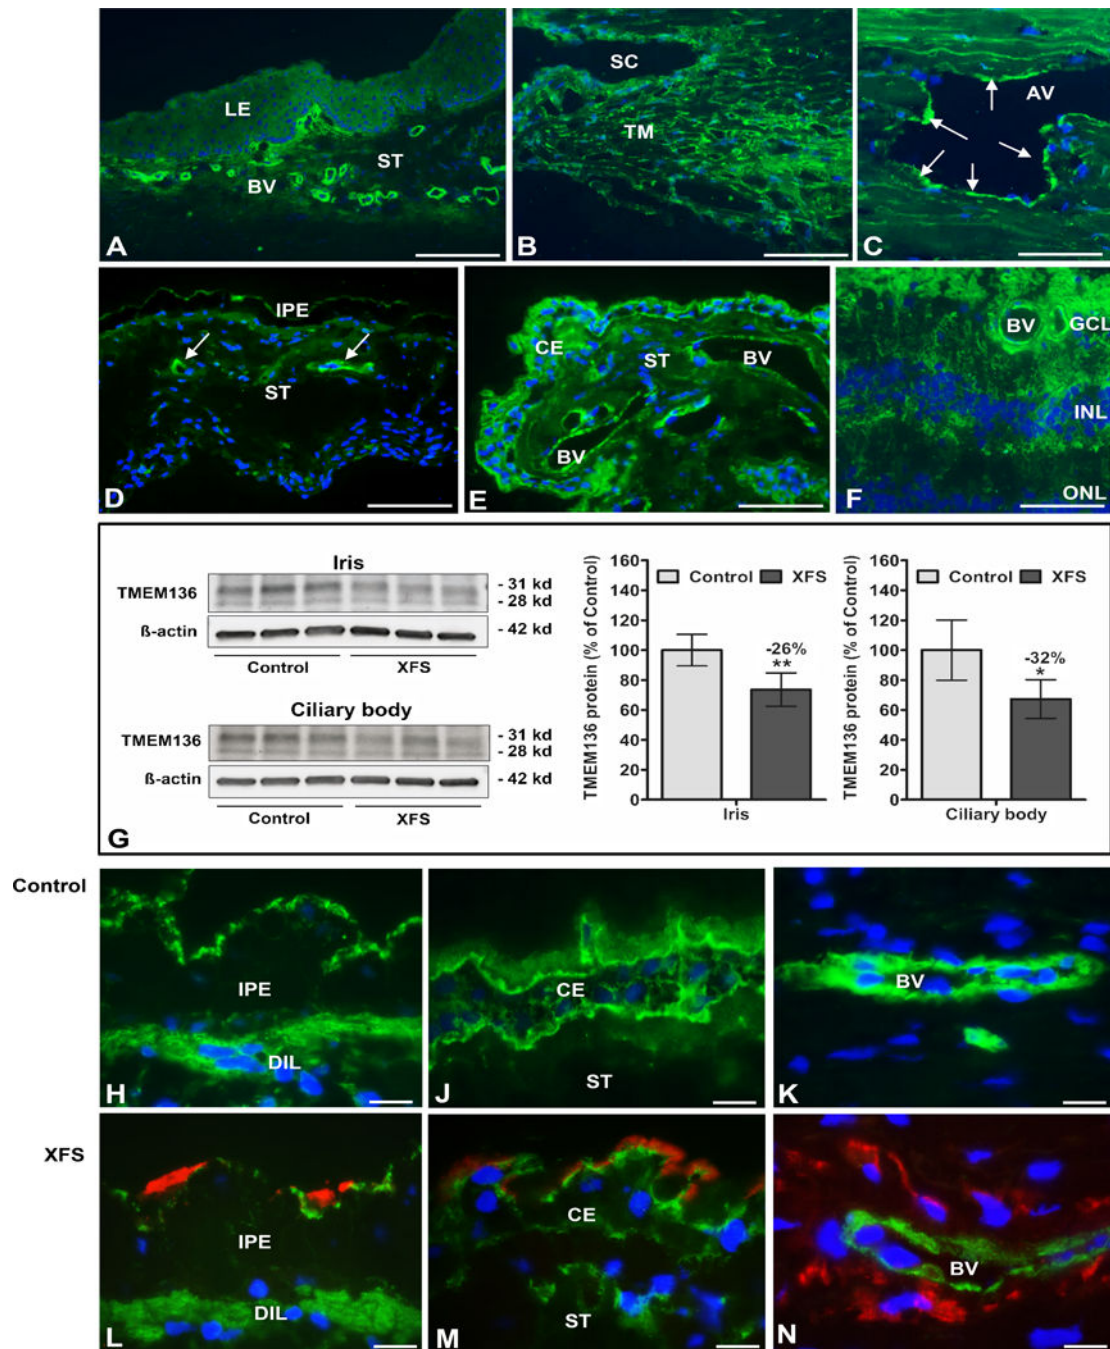 LE
ST
BV
A
SC
TM
B
AV
C
IPE
ST
D
CE
ST
BV
BV
E
BV
GCL
INL
ONL
F
Iris
TMEM136
- 31 kd
- 28 kd
ß-actin
- 42 kd
Control
XFS
Ciliary body
TMEM136
- 31 kd
- 28 kd
ß-actin
- 42 kd
Control
XFS
G
TMEM136 protein (% of Control)
160
140
120
100
80
60
40
20
0
Control
XFS
-26%
**
Iris
TMEM136 protein (% of Control)
160
140
120
100
80
60
40
20
0
Control
XFS
-32%
*
Ciliary body
Control
IPE
DIL
H
CE
ST
J
BV
K
XFS
IPE
DIL
L
CE
ST
M
BV
N